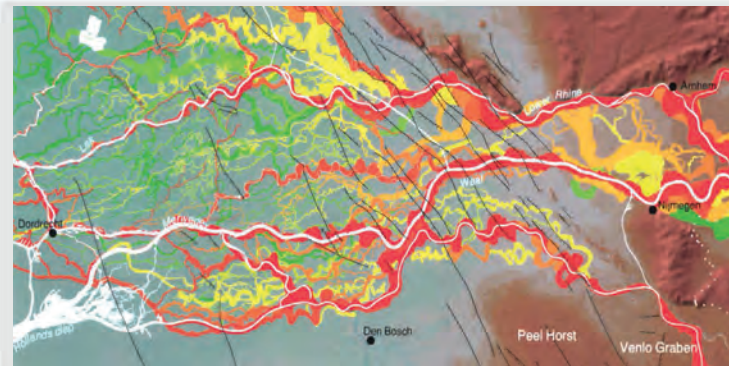 Arnhem
Lower Rhine
Lek
Waal
Nijmegen
Merwede
Dordrecht
Hollands diep
Den Bosch
Peel Horst
Venlo Graben